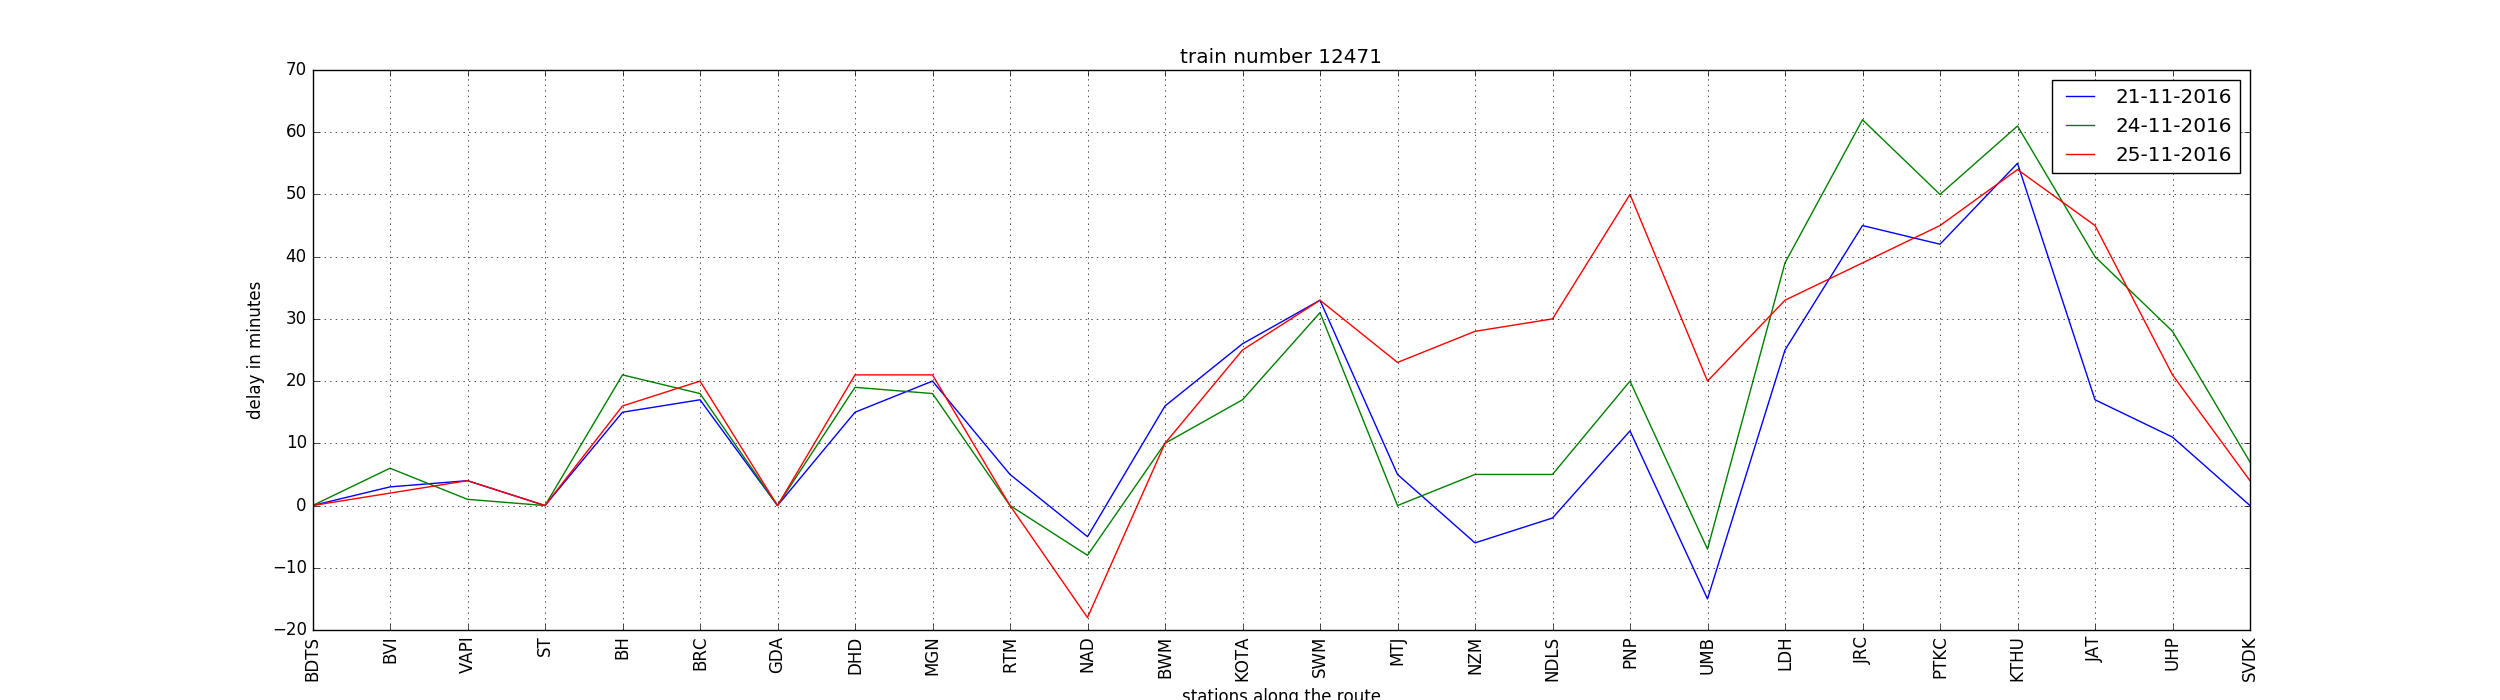 train number 12471
70
60
50
40
30
20
10
0
−10
−20
delay in minutes
21-11-2016
24-11-2016
25-11-2016
BDTS
BVI
VAPI
ST
BH
BRC
GDA
DHD
MGN
RTM
NAD
BWM
KOTA
SWM
MTJ
NZM
NDLS
PNP
UMB
LDH
JRC
PTKC
KTHU
JAT
UHP
SVDK
stations along the route